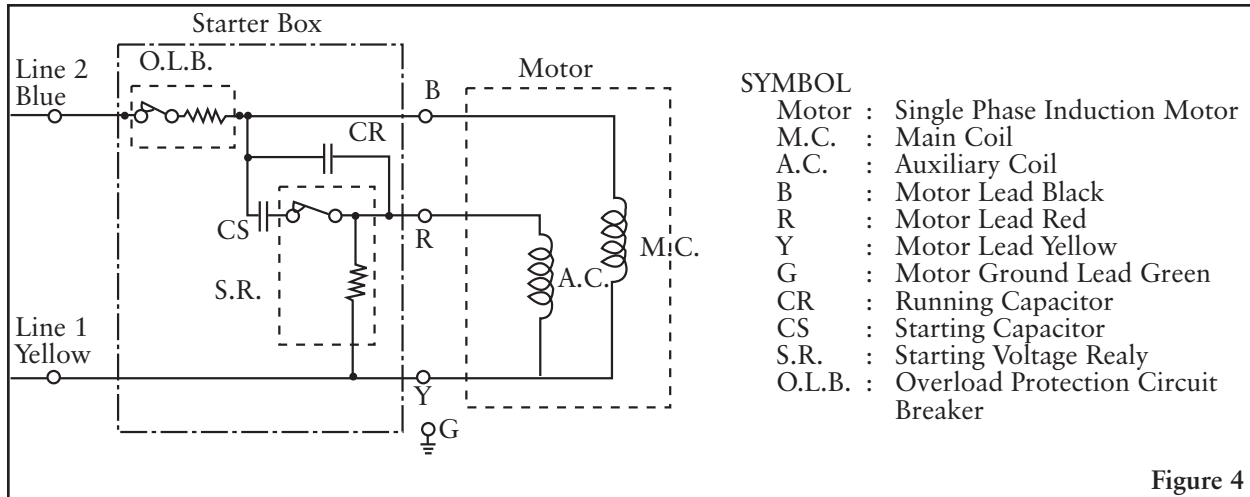 Starter Box
O.L.B.
Line 2
Blue
B
Motor
CR
CS
R
S.R.
A.C.
M.C.
Line 1
Yellow
Y
G
SYMBOL
Motor : Single Phase Induction Motor
M.C. : Main Coil
A.C. : Auxiliary Coil
B : Motor Lead Black
R : Motor Lead Red
Y : Motor Lead Yellow
G : Motor Ground Lead Green
CR : Running Capacitor
CS : Starting Capacitor
S.R. : Starting Voltage Realy
O.L.B. : Overload Protection Circuit
Breaker
Figure 4